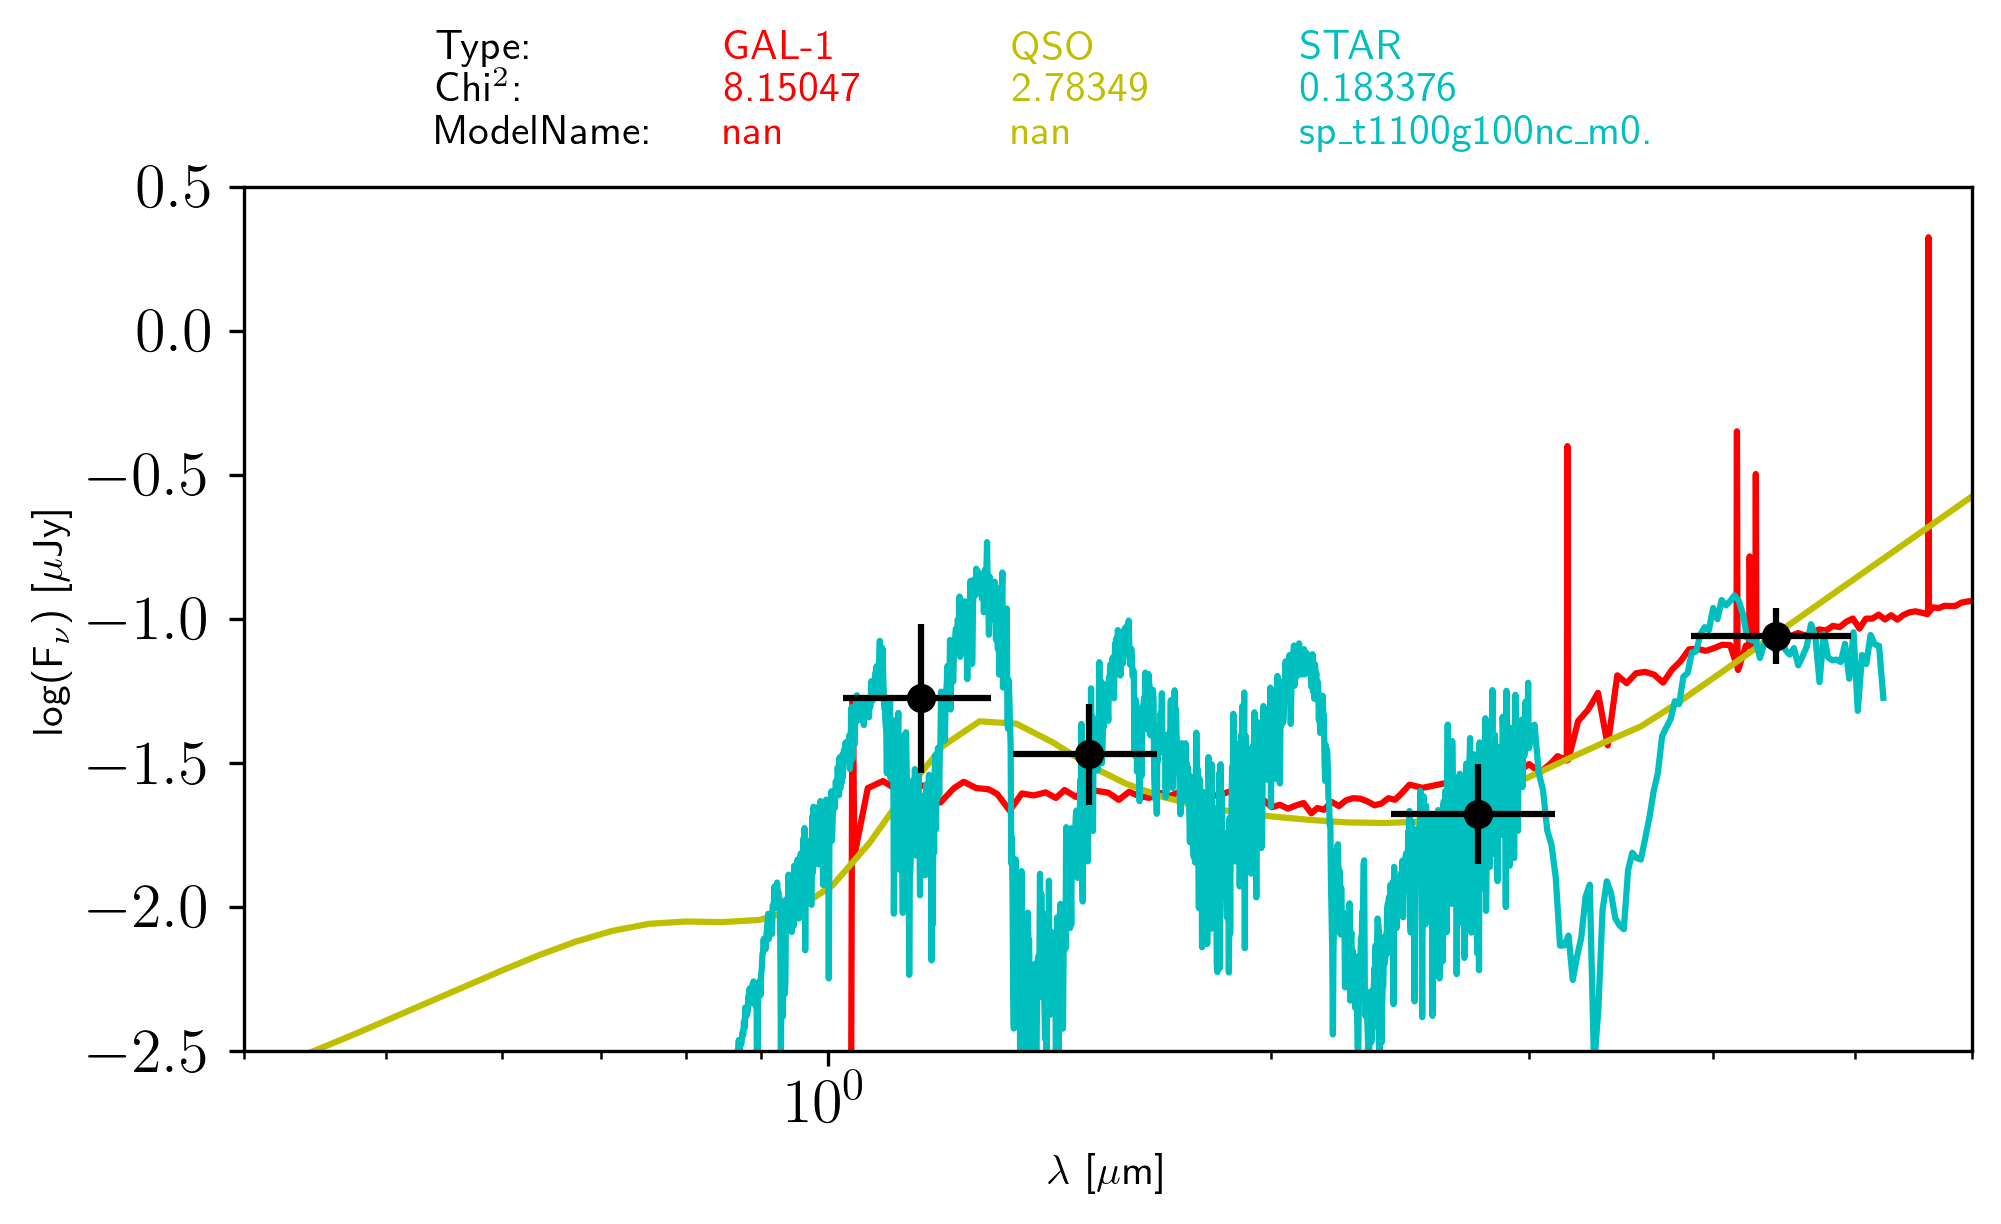 Type: GAL-1 QSO STAR
Chi²: 8.15047 2.78349 0.183376
ModelName: nan nan sp_t1100g100nc_m0.
0.5
0.0
−0.5
−1.0
−1.5
−2.0
−2.5
log(Fν) [μJy]
10⁰
λ [μm]